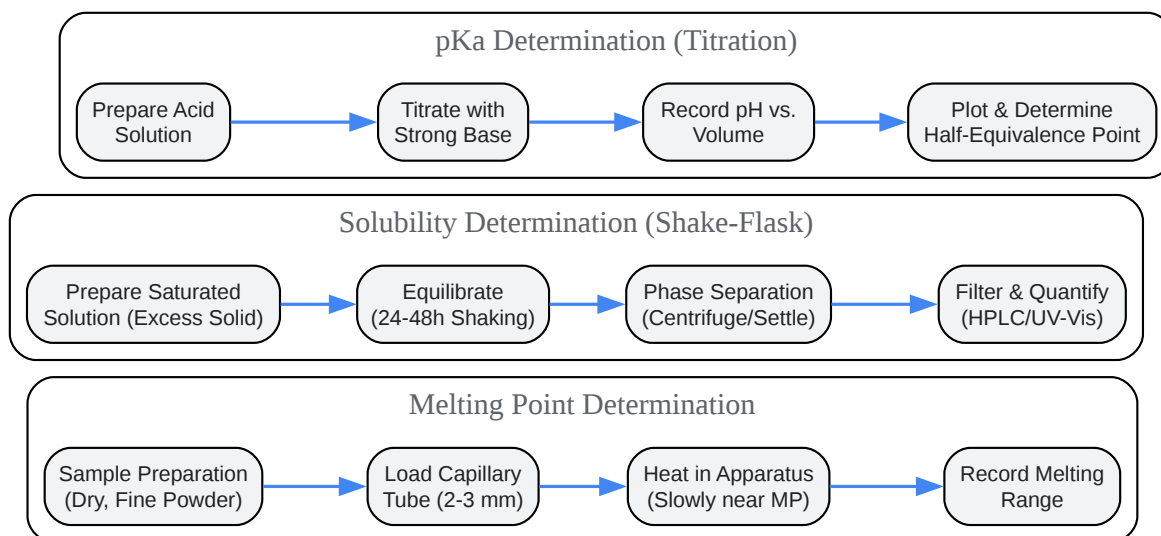 pKa Determination (Titration)
Prepare Acid
Solution
Titrate with
Strong Base
Record pH vs.
Volume
Plot & Determine
Half-Equivalence Point
Solubility Determination (Shake-Flask)
Prepare Saturated
Solution (Excess Solid)
Equilibrate
(24-48h Shaking)
Phase Separation
(Centrifuge/Settle)
Filter & Quantify
(HPLC/UV-Vis)
Melting Point Determination
Sample Preparation
(Dry, Fine Powder)
Load Capillary
Tube (2-3 mm)
Heat in Apparatus
(Slowly near MP)
Record Melting
Range